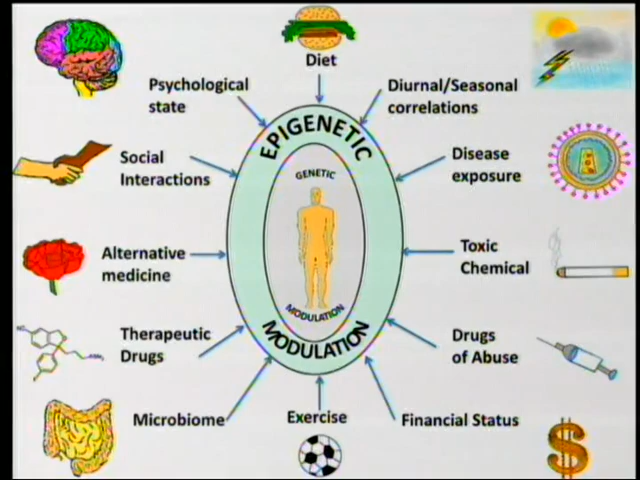 Diet
Psychological
state
Diurnal/Seasonal
correlations
EPIGENETIC
Social
Interactions
Disease
exposure
GENETIC
Alternative
medicine
Toxic
Chemical
MODULATION
MODULATION
Therapeutic
Drugs
Drugs
of Abuse
Microbiome
Exercise
Financial Status